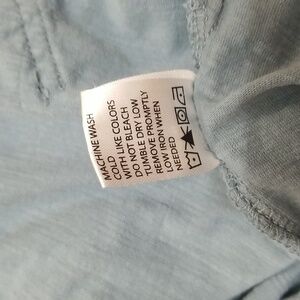 MACHINE WASH
COLD
WITH LIKE COLORS
DO NOT BLEACH
TUMBLE DRY LOW
REMOVE PROMPTLY
LOW IRON WHEN
NEEDED